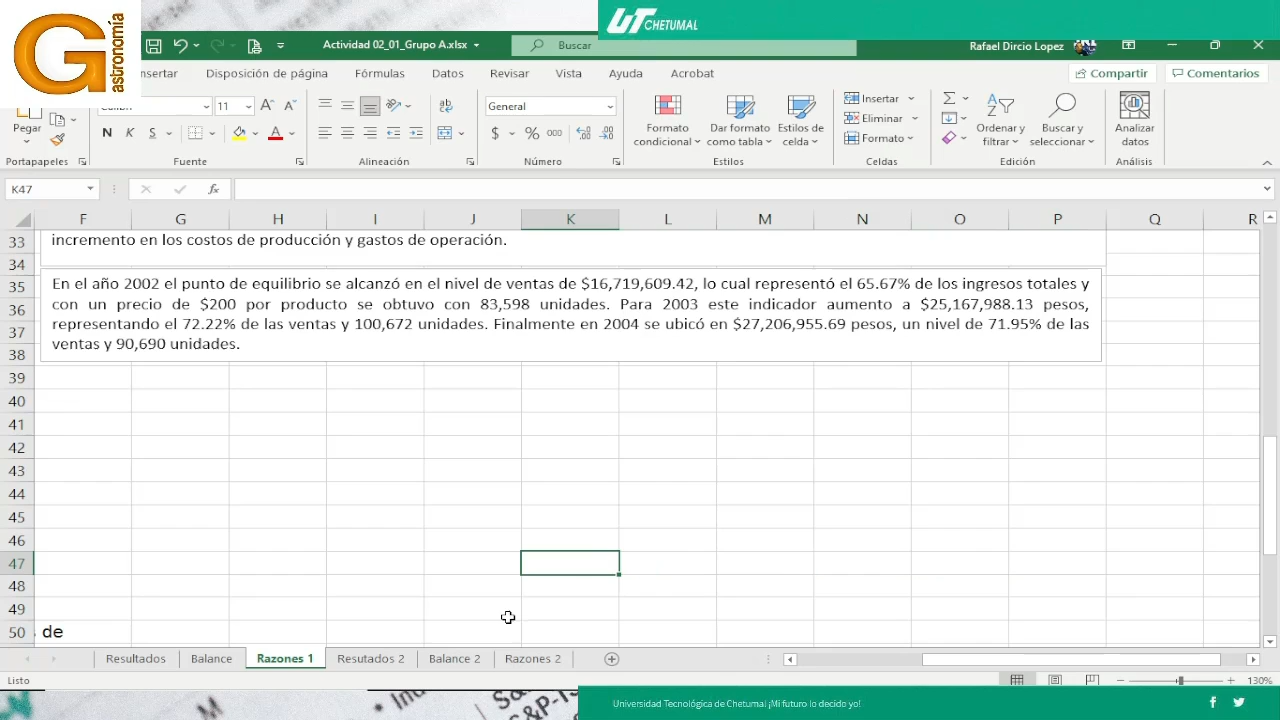 UT CHETUMAL
Gastronomía
Actividad 02_01_Grupo A.xlsx
Buscar
Rafael Dircio Lopez
nsertar
Disposición de página
Fórmulas
Datos
Revisar
Vista
Ayuda
Acrobat
Compartir
Comentarios
Pegar
Calibri
11
N K S
General
$ % 000
Formato condicional
Dar formato como tabla
Estilos de celda
Insertar
Eliminar
Formato
Ordenar y filtrar
Buscar y seleccionar
Analizar datos
Portapapeles
Fuente
Alineación
Número
Estilos
Celdas
Edición
Análisis
K47
fx
F G H I J K L M N O P Q R
33
incremento en los costos de producción y gastos de operación.
34
35
En el año 2002 el punto de equilibrio se alcanzó en el nivel de ventas de $16,719,609.42, lo cual representó el 65.67% de los ingresos totales y
36
con un precio de $200 por producto se obtuvo con 83,598 unidades. Para 2003 este indicador aumento a $25,167,988.13 pesos,
37
representando el 72.22% de las ventas y 100,672 unidades. Finalmente en 2004 se ubicó en $27,206,955.69 pesos, un nivel de 71.95% de las
38
ventas y 90,690 unidades.
39
40
41
42
43
44
45
46
47
48
49
50
de
Resultados
Balance
Razones 1
Resutados 2
Balance 2
Razones 2
Listo
130%
Universidad Tecnológica de Chetumal ¡Mi futuro lo decido yo!